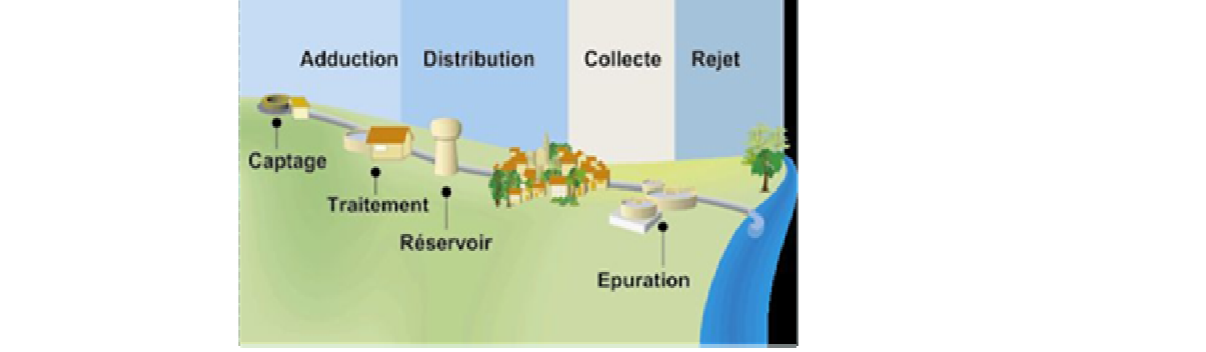 Adduction Distribution Collecte Rejet
Captage
Traitement
Réservoir
Epuration